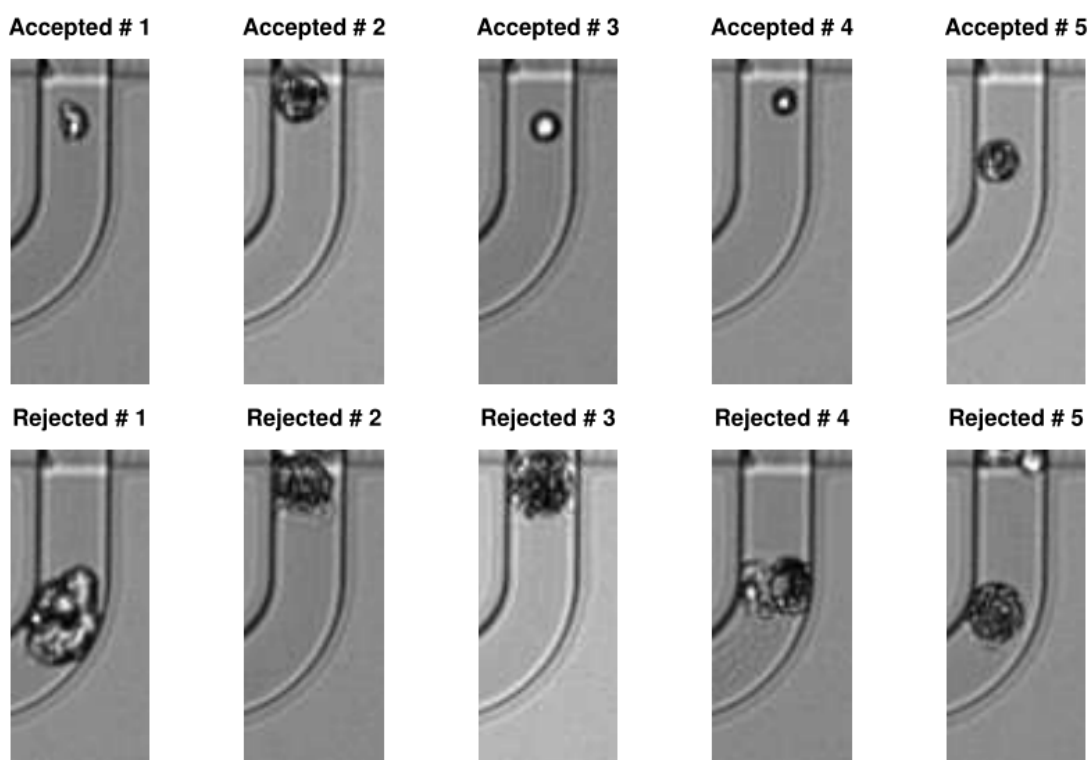 Accepted # 1
Accepted # 2
Accepted # 3
Accepted # 4
Accepted # 5
Rejected # 1
Rejected # 2
Rejected # 3
Rejected # 4
Rejected # 5